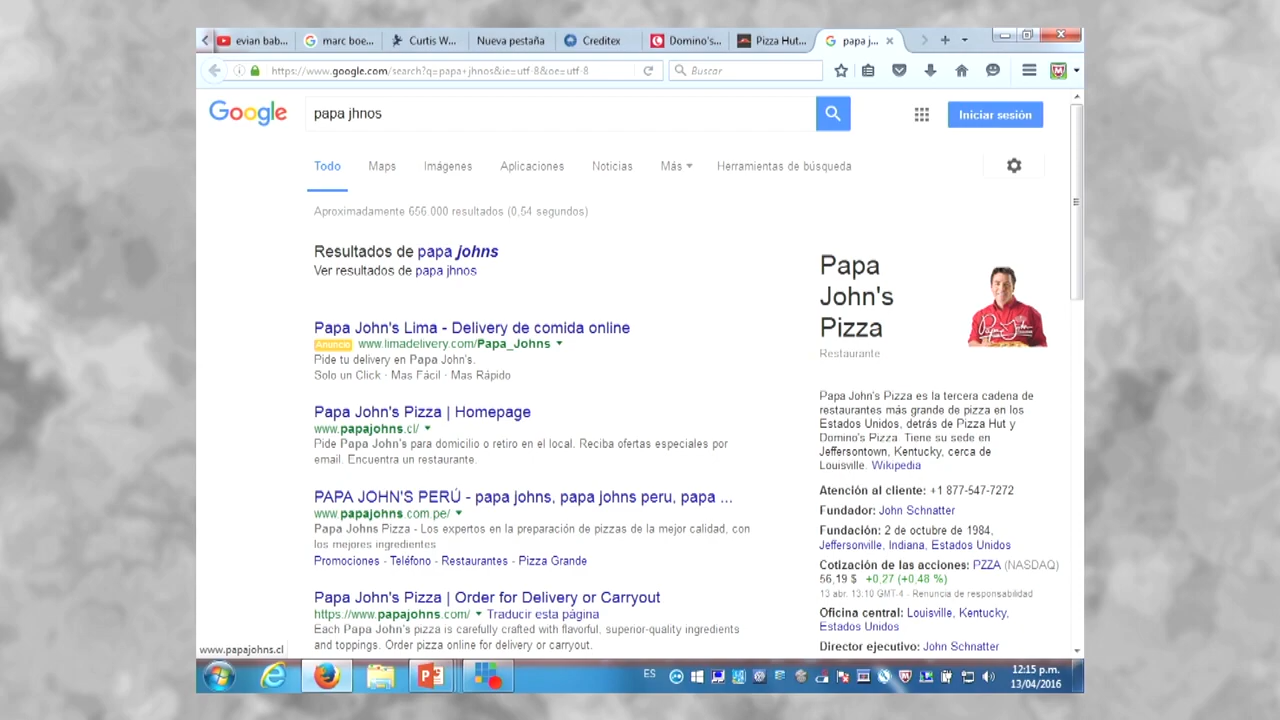 evian bab...
marc boe...
Curtis W...
Nueva pestaña
Creditex
Domino's...
Pizza Hut...
papa j...
https://www.google.com/search?q=papa+jhnos&ie=utf-8&oe=utf-8
Buscar
Google
papa jhnos
Iniciar sesión
Todo
Maps
Imágenes
Aplicaciones
Noticias
Más
Herramientas de búsqueda
Aproximadamente 656.000 resultados (0,54 segundos)
Resultados de papa johns
Ver resultados de papa jhnos
Papa John's Lima - Delivery de comida online
Anuncio www.limadelivery.com/Papa_Johns
Pide tu delivery en Papa John's.
Solo un Click · Mas Fácil · Mas Rápido
Papa John's Pizza | Homepage
www.papajohns.cl/
Pide Papa John's para domicilio o retiro en el local. Reciba ofertas especiales por
email. Encuentra un restaurante.
PAPA JOHN'S PERÚ - papa johns, papa johns peru, papa ...
www.papajohns.com.pe/
Papa Johns Pizza - Los expertos en la preparación de pizzas de la mejor calidad, con
los mejores ingredientes
Promociones - Teléfono - Restaurantes - Pizza Grande
Papa John's Pizza | Order for Delivery or Carryout
https://www.papajohns.com/ Traducir esta página
Each Papa John's pizza is carefully crafted with flavorful, superior-quality ingredients
and toppings. Order pizza online for delivery or carryout.
Papa
John's
Pizza
Restaurante
Papa John's
Papa John's Pizza es la tercera cadena de
restaurantes más grande de pizza en los
Estados Unidos, detrás de Pizza Hut y
Domino's Pizza. Tiene su sede en
Jeffersontown, Kentucky, cerca de
Louisville. Wikipedia
Atención al cliente: +1 877-547-7272
Fundador: John Schnatter
Fundación: 2 de octubre de 1984,
Jeffersonville, Indiana, Estados Unidos
Cotización de las acciones: PZZA (NASDAQ)
56,19 $ +0,27 (+0,48 %)
13 abr. 13:10 GMT-4 - Renuncia de responsabilidad
Oficina central: Louisville, Kentucky,
Estados Unidos
Director ejecutivo: John Schnatter
www.papajohns.cl
ES
12:15 p.m.
13/04/2016